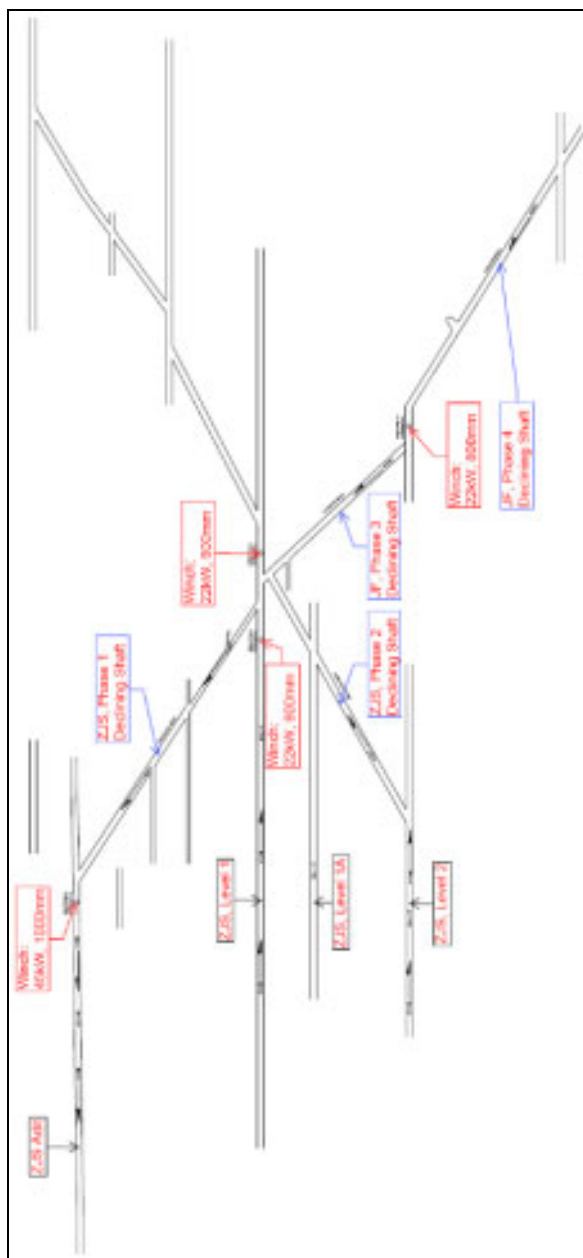 ZJS Adit
Winch:
45kW, 1000mm
ZJS, Phase 1
Declining Shaft
Winch:
22kW, 800mm
ZJS, Level 1
Winch:
22kW, 800mm
ZJS, Level 1A
ZJS, Level 2
ZJS, Phase 2
Declining Shaft
JF, Phase 3
Declining Shaft
Winch:
22kW, 800mm
JF, Phase 4
Declining Shaft